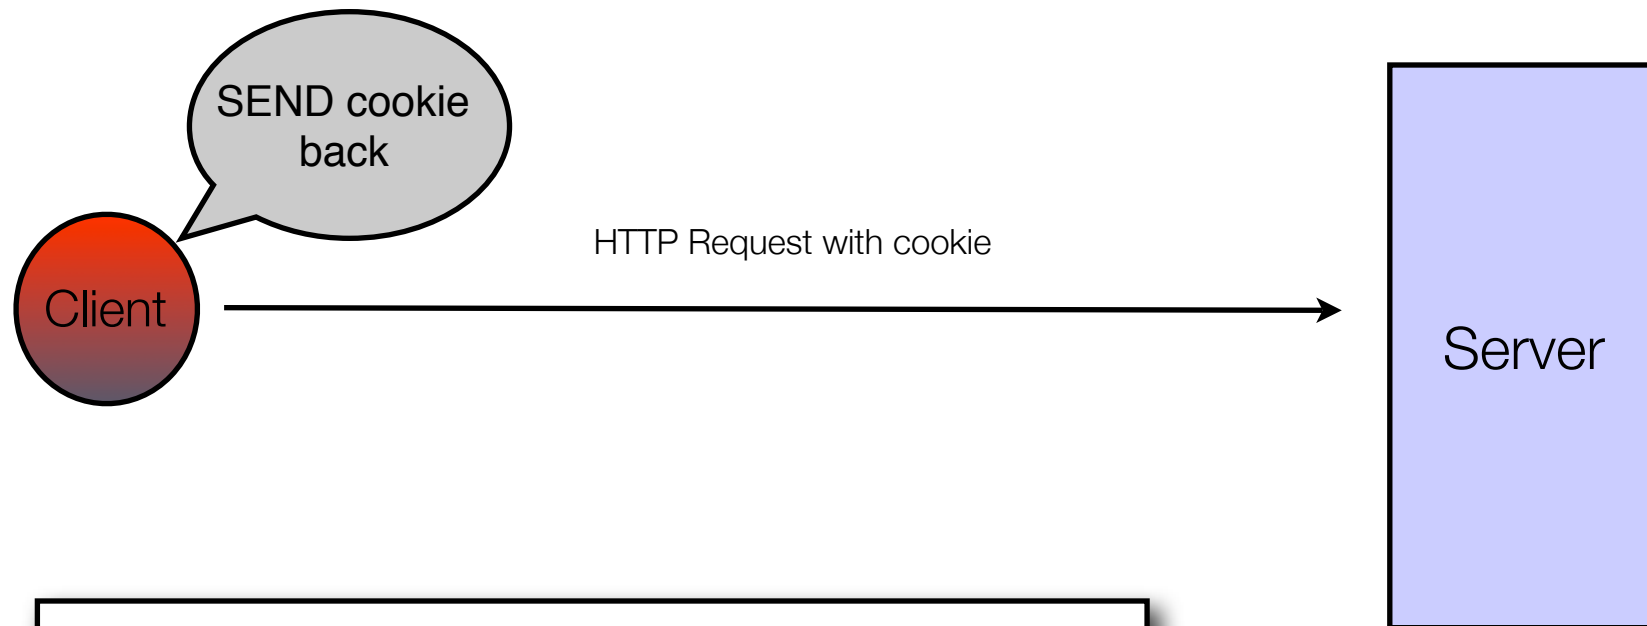 SEND cookie
back
HTTP Request with cookie
Client
Server